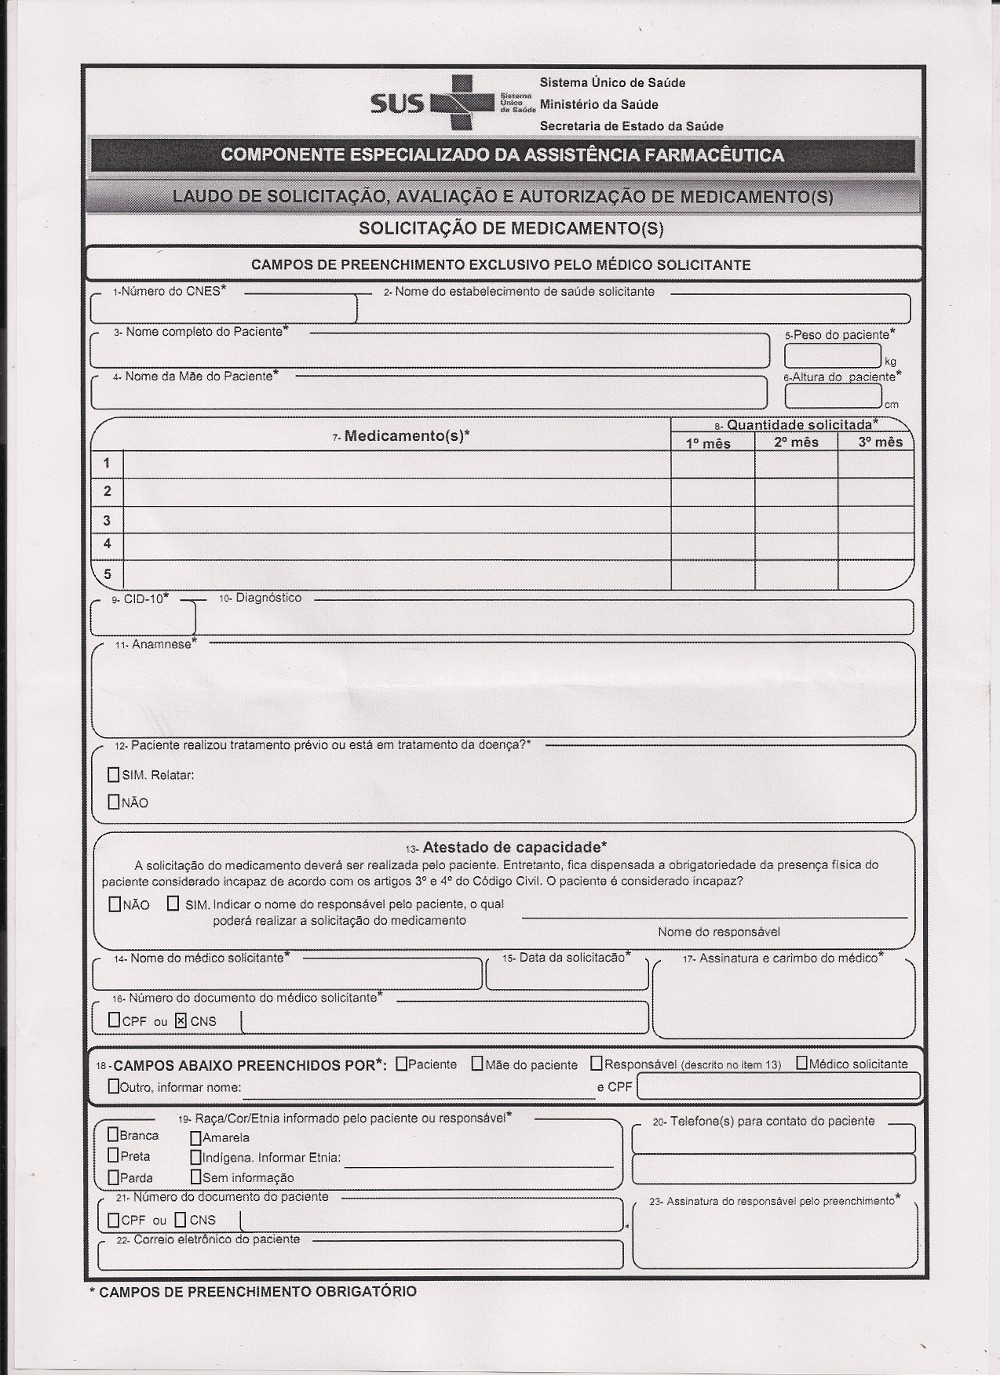 SUS
Sistema
Único
de Saúde
Sistema Único de Saúde
Ministério da Saúde
Secretaria de Estado da Saúde
COMPONENTE ESPECIALIZADO DA ASSISTÊNCIA FARMACÊUTICA
LAUDO DE SOLICITAÇÃO, AVALIAÇÃO E AUTORIZAÇÃO DE MEDICAMENTO(S)
SOLICITAÇÃO DE MEDICAMENTO(S)
CAMPOS DE PREENCHIMENTO EXCLUSIVO PELO MÉDICO SOLICITANTE
1-Número do CNES* 2- Nome do estabelecimento de saúde solicitante
3- Nome completo do Paciente* 5-Peso do paciente*
kg
4- Nome da Mãe do Paciente* 6-Altura do paciente*
cm
7- Medicamento(s)* 8- Quantidade solicitada*
1º mês 2º mês 3º mês
1
2
3
4
5
9- CID-10* 10- Diagnóstico
11- Anamnese*
12- Paciente realizou tratamento prévio ou está em tratamento da doença?*
SIM. Relatar:
NÃO
13- Atestado de capacidade*
A solicitação do medicamento deverá ser realizada pelo paciente. Entretanto, fica dispensada a obrigatoriedade da presença física do
paciente considerado incapaz de acordo com os artigos 3º e 4º do Código Civil. O paciente é considerado incapaz?
NÃO SIM. Indicar o nome do responsável pelo paciente, o qual
poderá realizar a solicitação do medicamento
Nome do responsável
14- Nome do médico solicitante* 15- Data da solicitacão* 17- Assinatura e carimbo do médico*
16- Número do documento do médico solicitante*
CPF ou x CNS
18- CAMPOS ABAIXO PREENCHIDOS POR*: Paciente Mãe do paciente Responsável (descrito no item 13) Médico solicitante
Outro, informar nome: e CPF
19- Raça/Cor/Etnia informado pelo paciente ou responsável* 20- Telefone(s) para contato do paciente
Branca Amarela
Preta Indígena. Informar Etnia:
Parda Sem informação
21- Número do documento do paciente 23- Assinatura do responsável pelo preenchimento*
CPF ou CNS *
22- Correio eletrônico do paciente
* CAMPOS DE PREENCHIMENTO OBRIGATÓRIO